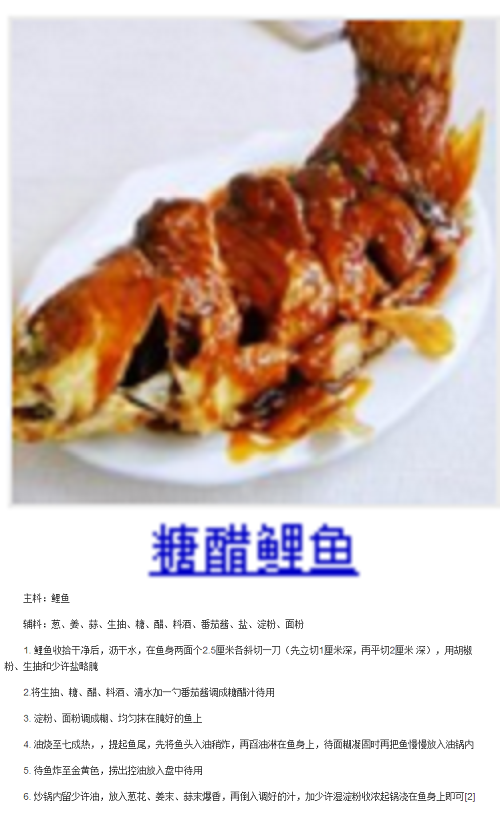 糖醋鲤鱼
主料：鲤鱼
辅料：葱、姜、蒜、生抽、糖、醋、料酒、番茄酱、盐、淀粉、面粉
1. 鲤鱼收拾干净后，沥干水，在鱼身两面个2.5厘米各斜切一刀（先立切1厘米深，再平切2厘米 深），用胡椒
粉、生抽和少许盐略腌
2.将生抽、糖、醋、料酒、清水加一勺番茄酱调成糖醋汁待用
3. 淀粉、面粉调成糊、均匀抹在腌好的鱼上
4. 油烧至七成热，，提起鱼尾，先将鱼头入油稍炸，再舀油淋在鱼身上，待面糊凝固时再把鱼慢慢放入油锅内
5. 待鱼炸至金黄色，捞出控油放入盘中待用
6. 炒锅内留少许油，放入葱花、姜末、蒜末爆香，再倒入调好的汁，加少许湿淀粉收浓起锅浇在鱼身上即可[2]